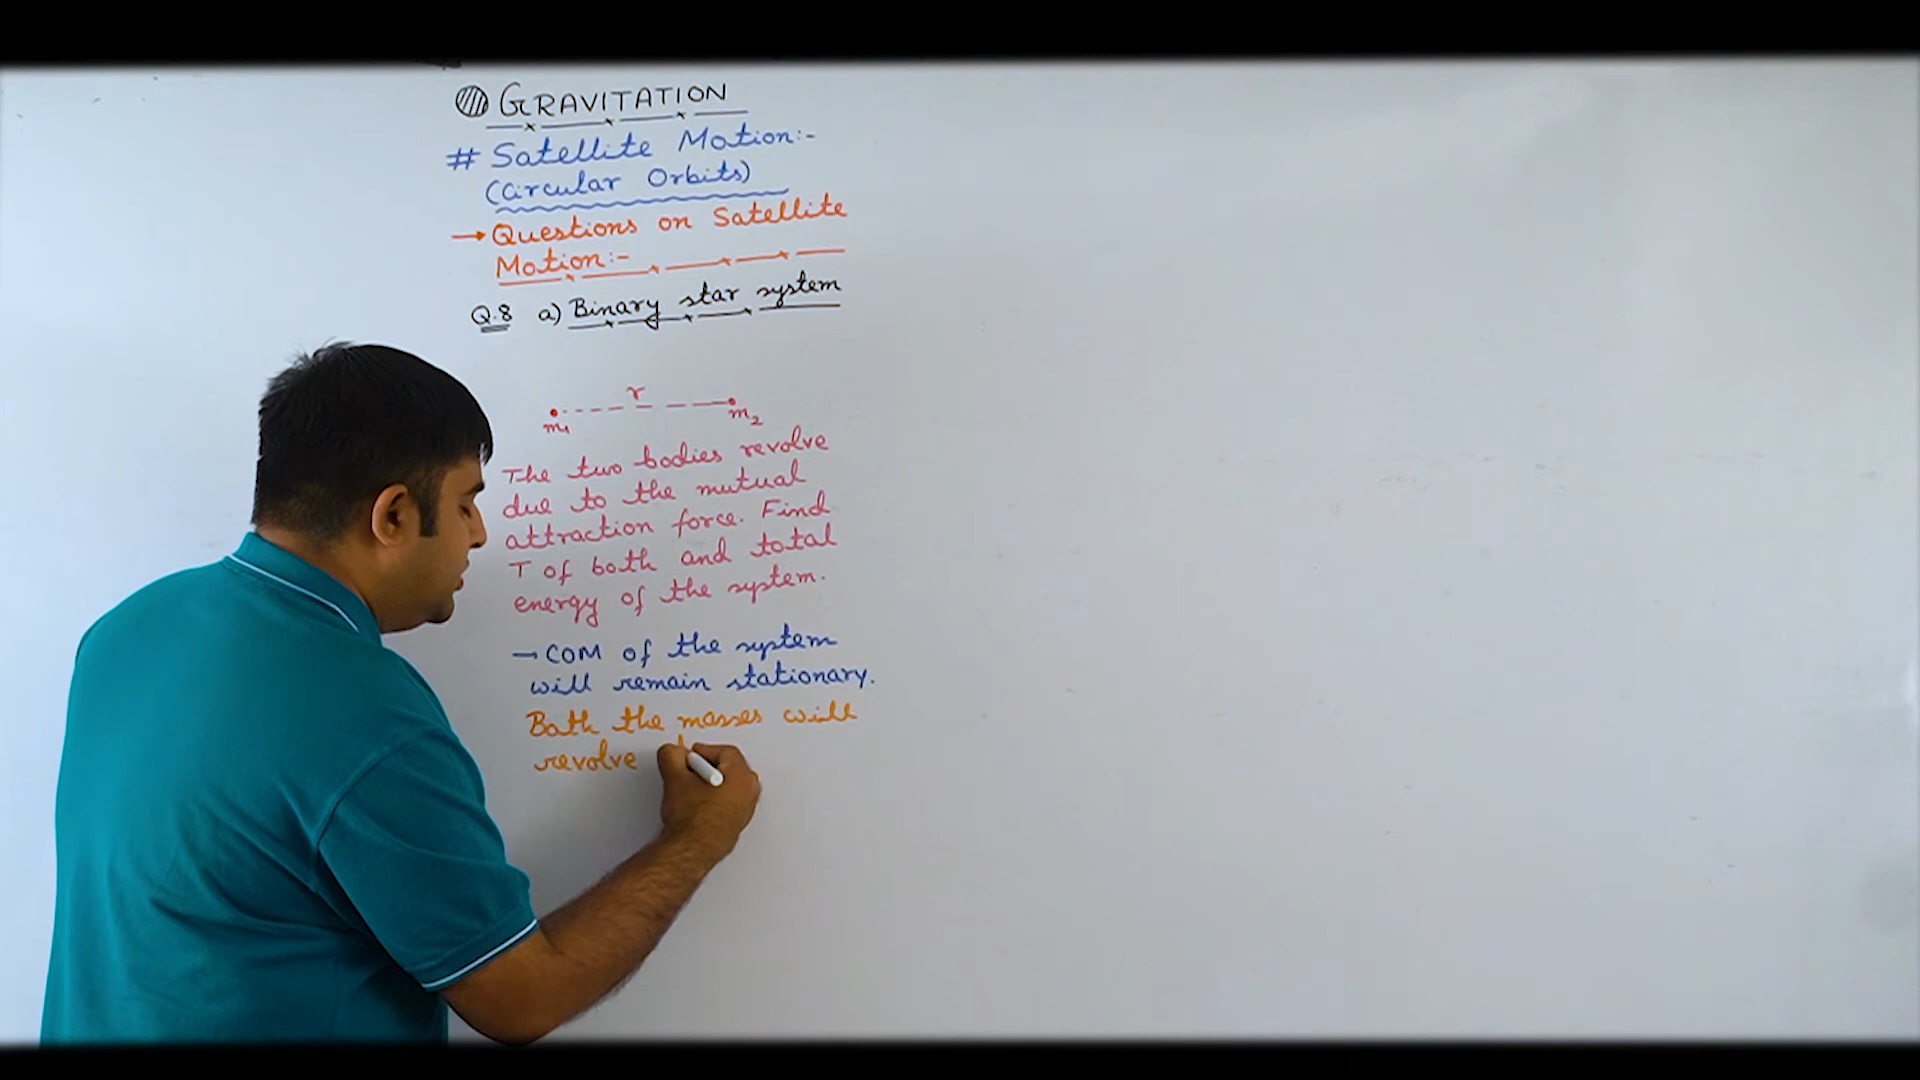 GRAVITATION
# Satellite Motion:-
(Circular Orbits)
→ Questions on Satellite
Motion:-
Q.8 a) Binary star system
r
m1 m2
The two bodies revolve
due to the mutual
attraction force. Find
T of both and total
energy of the system.
→ COM of the system
will remain stationary.
Both the masses will
revolve